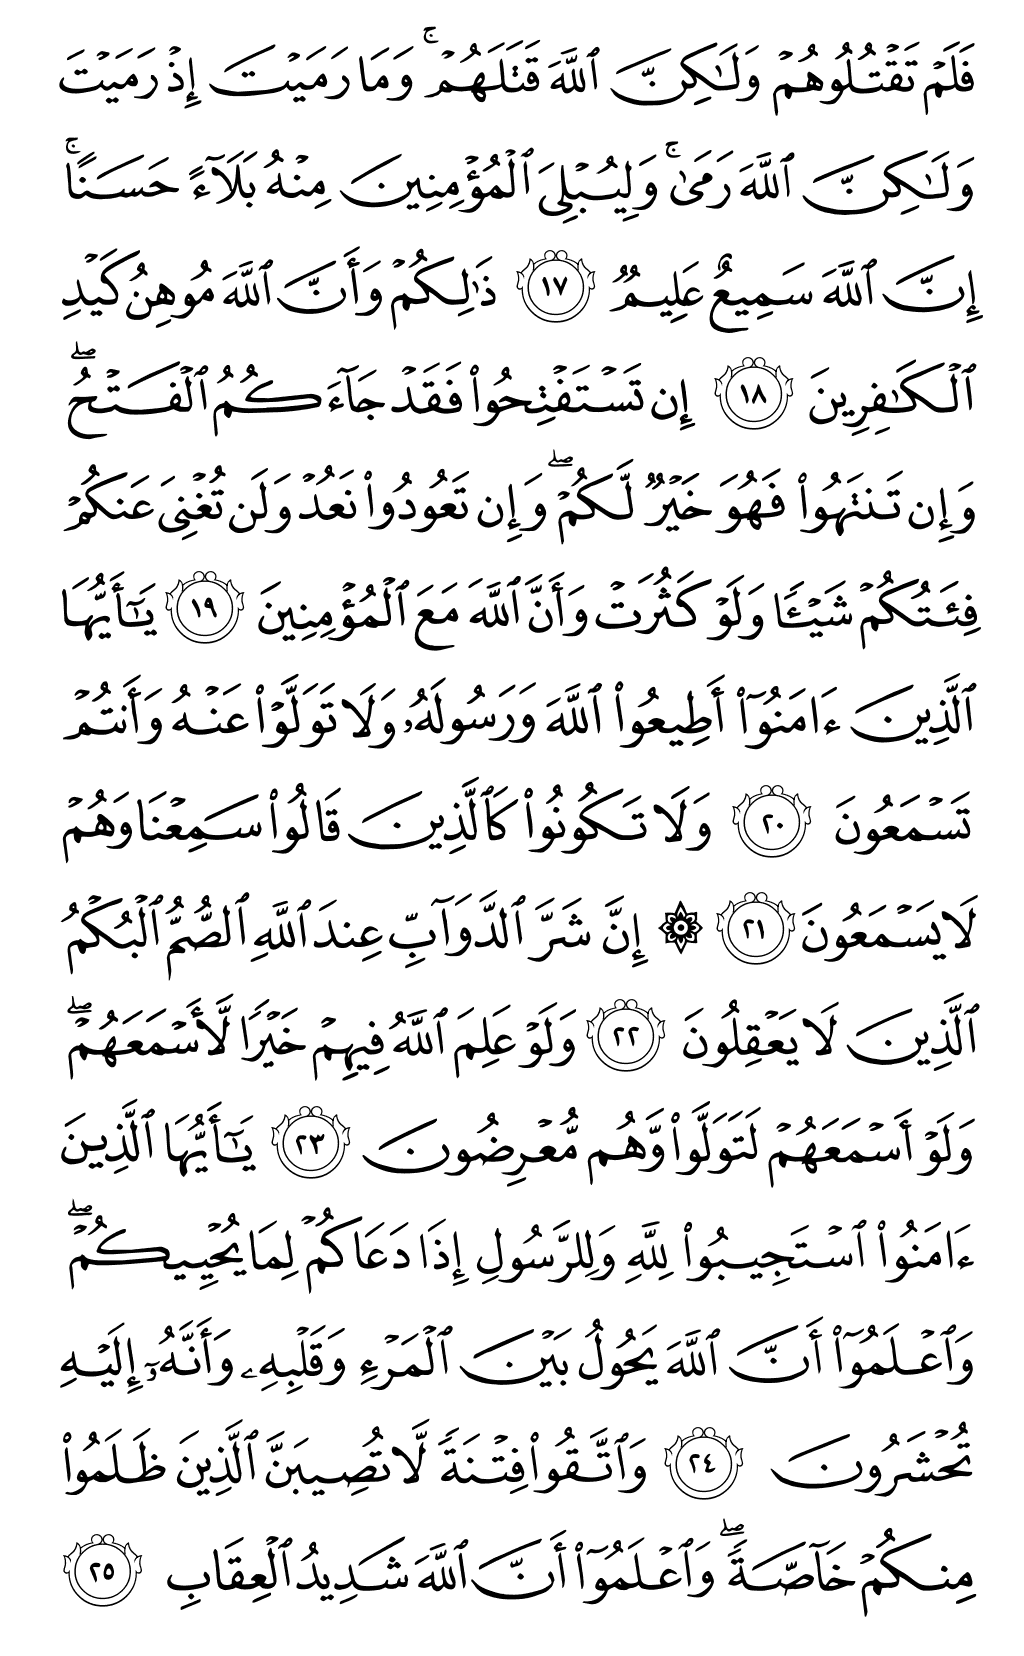 فَلَمۡ تَقۡتُلُوهُمۡ وَلَٰكِنَّ ٱللَّهَ قَتَلَهُمۡۚ وَمَا رَمَيۡتَ إِذۡ رَمَيۡتَ
وَلَٰكِنَّ ٱللَّهَ رَمَىٰۚ وَلِيُبۡلِيَ ٱلۡمُؤۡمِنِينَ مِنۡهُ بَلَآءً حَسَنًاۚ
إِنَّ ٱللَّهَ سَمِيعٌ عَلِيمٞ ١٧ ذَٰلِكُمۡ وَأَنَّ ٱللَّهَ مُوهِنُ كَيۡدِ
ٱلۡكَٰفِرِينَ ١٨ إِن تَسۡتَفۡتِحُواْ فَقَدۡ جَآءَكُمُ ٱلۡفَتۡحُۖ
وَإِن تَنتَهُواْ فَهُوَ خَيۡرٞ لَّكُمۡۖ وَإِن تَعُودُواْ نَعُدۡ وَلَن تُغۡنِيَ عَنكُمۡ
فِئَتُكُمۡ شَيۡـٔٗا وَلَوۡ كَثُرَتۡ وَأَنَّ ٱللَّهَ مَعَ ٱلۡمُؤۡمِنِينَ ١٩ يَٰٓأَيُّهَا
ٱلَّذِينَ ءَامَنُوٓاْ أَطِيعُواْ ٱللَّهَ وَرَسُولَهُۥ وَلَا تَوَلَّوۡاْ عَنۡهُ وَأَنتُمۡ
تَسۡمَعُونَ ٢٠ وَلَا تَكُونُواْ كَٱلَّذِينَ قَالُواْ سَمِعۡنَا وَهُمۡ
لَا يَسۡمَعُونَ ٢١ ۞ إِنَّ شَرَّ ٱلدَّوَآبِّ عِندَ ٱللَّهِ ٱلصُّمُّ ٱلۡبُكۡمُ
ٱلَّذِينَ لَا يَعۡقِلُونَ ٢٢ وَلَوۡ عَلِمَ ٱللَّهُ فِيهِمۡ خَيۡرٗا لَّأَسۡمَعَهُمۡۖ
وَلَوۡ أَسۡمَعَهُمۡ لَتَوَلَّواْ وَّهُم مُّعۡرِضُونَ ٢٣ يَٰٓأَيُّهَا ٱلَّذِينَ
ءَامَنُواْ ٱسۡتَجِيبُواْ لِلَّهِ وَلِلرَّسُولِ إِذَا دَعَاكُمۡ لِمَا يُحۡيِيكُمۡۖ
وَٱعۡلَمُوٓاْ أَنَّ ٱللَّهَ يَحُولُ بَيۡنَ ٱلۡمَرۡءِ وَقَلۡبِهِۦ وَأَنَّهُۥٓ إِلَيۡهِ
تُحۡشَرُونَ ٢٤ وَٱتَّقُواْ فِتۡنَةٗ لَّا تُصِيبَنَّ ٱلَّذِينَ ظَلَمُواْ
مِنكُمۡ خَآصَّةٗۖ وَٱعۡلَمُوٓاْ أَنَّ ٱللَّهَ شَدِيدُ ٱلۡعِقَابِ ٢٥